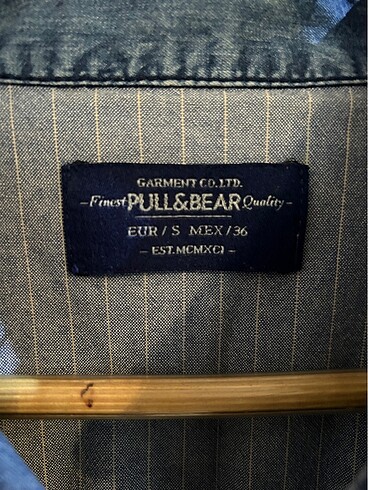 GARMENT CO.LTD.
-Finest PULL&BEAR Quality-
EUR / S MEX / 36
- EST.MCMXCI -